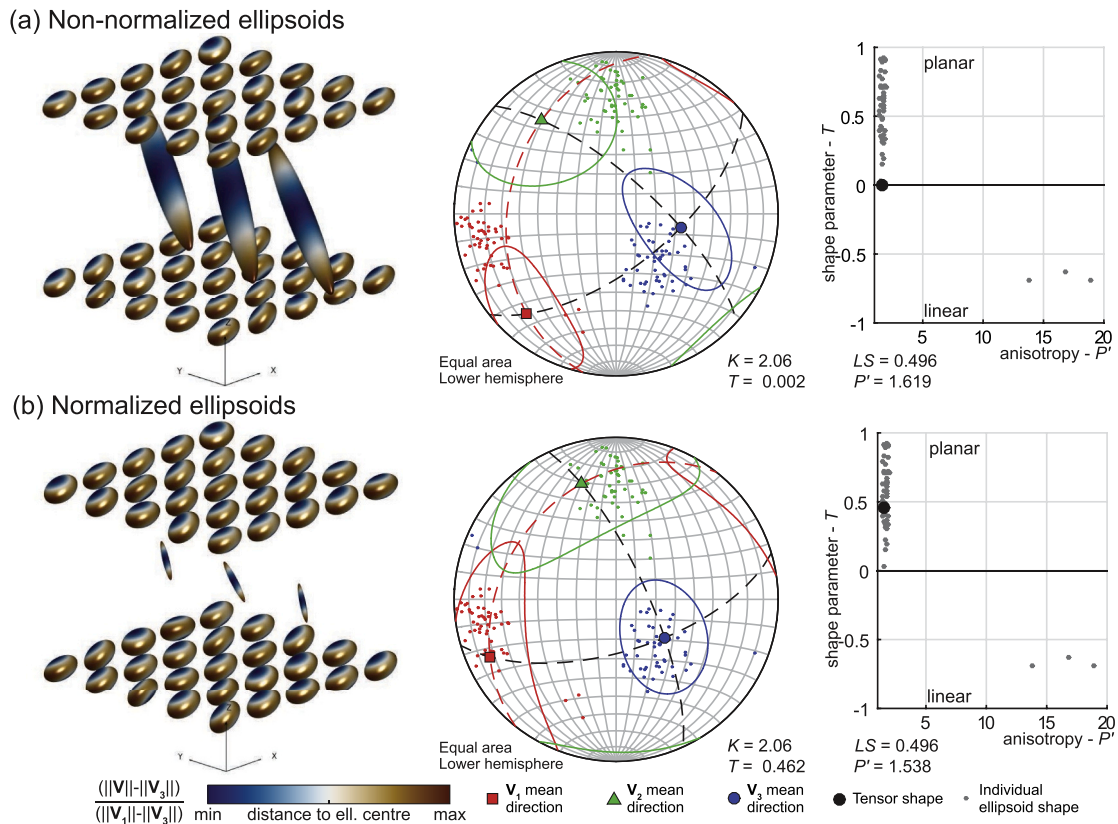 (a) Non-normalized ellipsoids
Z
Y
X
Equal area
Lower hemisphere
K = 2.06
T = 0.002
1
0.5
0
-0.5
-1
shape parameter - T
planar
linear
5
10
15
20
anisotropy - P'
LS = 0.496
P' = 1.619
(b) Normalized ellipsoids
Z
Y
X
Equal area
Lower hemisphere
K = 2.06
T = 0.462
1
0.5
0
-0.5
-1
shape parameter - T
planar
linear
5
10
15
20
anisotropy - P'
LS = 0.496
P' = 1.538
(||V||-||V3||)
(||V1||-||V3||)
min
distance to ell. centre
max
V1 mean
direction
V2 mean
direction
V3 mean
direction
Tensor shape
Individual
ellipsoid shape